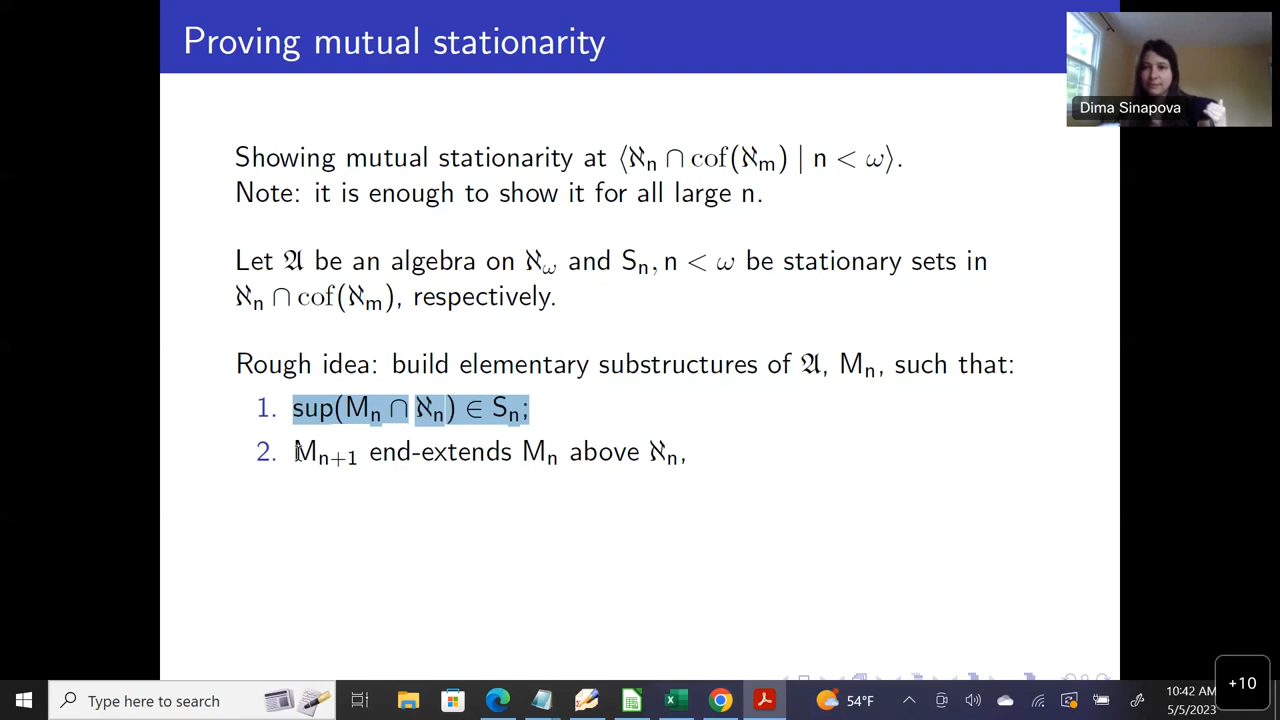 Proving mutual stationarity
Dima Sinapova
Showing mutual stationarity at ⟨ℵₙ ∩ cof(ℵₘ) | n < ω⟩.
Note: it is enough to show it for all large n.
Let 𝔄 be an algebra on ℵ_ω and Sₙ, n < ω be stationary sets in
ℵₙ ∩ cof(ℵₘ), respectively.
Rough idea: build elementary substructures of 𝔄, Mₙ, such that:
1. sup(Mₙ ∩ ℵₙ) ∈ Sₙ;
2. Mₙ₊₁ end-extends Mₙ above ℵₙ,
+10
Type here to search
54°F
10:42 AM
5/5/2023